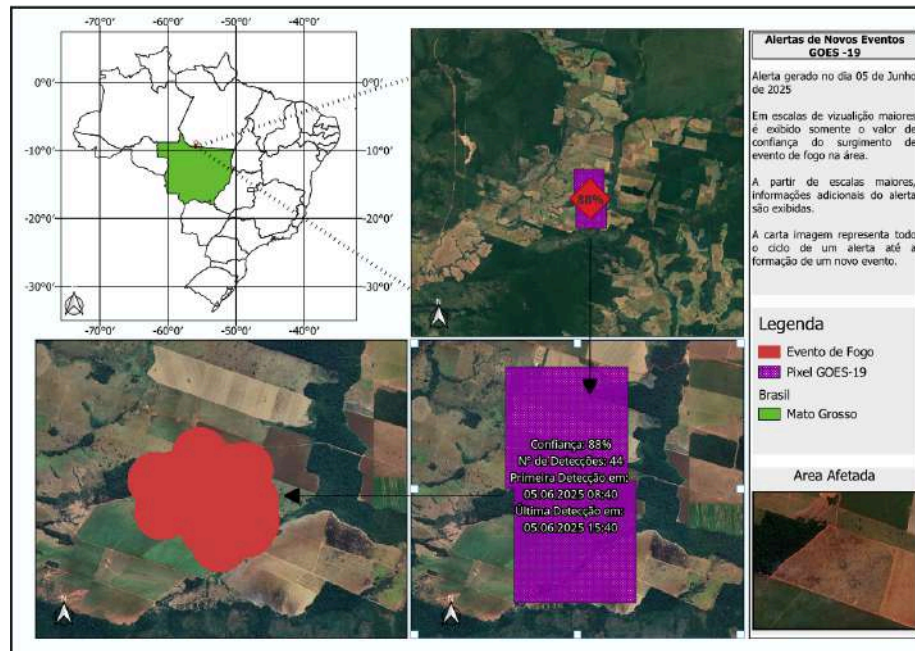 -70°0' -60°0' -50°0' -40°0'
0°0' 0°0'
-10°0' -10°0'
-20°0' -20°0'
-30°0' -30°0'
-70°0' -60°0' -50°0' -40°0'
88%
N
Alertas de Novos Eventos
GOES -19
Alerta gerado no dia 05 de Junho
de 2025
Em escalas de vizualição maiores
é exibido somente o valor de
confiança do surgimento de
evento de fogo na área.
A partir de escalas maiores,
informações adicionais do alerta
são exibidas.
A carta imagem representa todo
o ciclo de um alerta até a
formação de um novo evento.
Legenda
Evento de Fogo
Pixel GOES-19
Brasil
Mato Grosso
Area Afetada
N
Confiança: 88%
N° de Detecções: 44
Primeira Detecção em:
05.06.2025 08:40
Última Detecção em:
05.06.2025 15:40
N